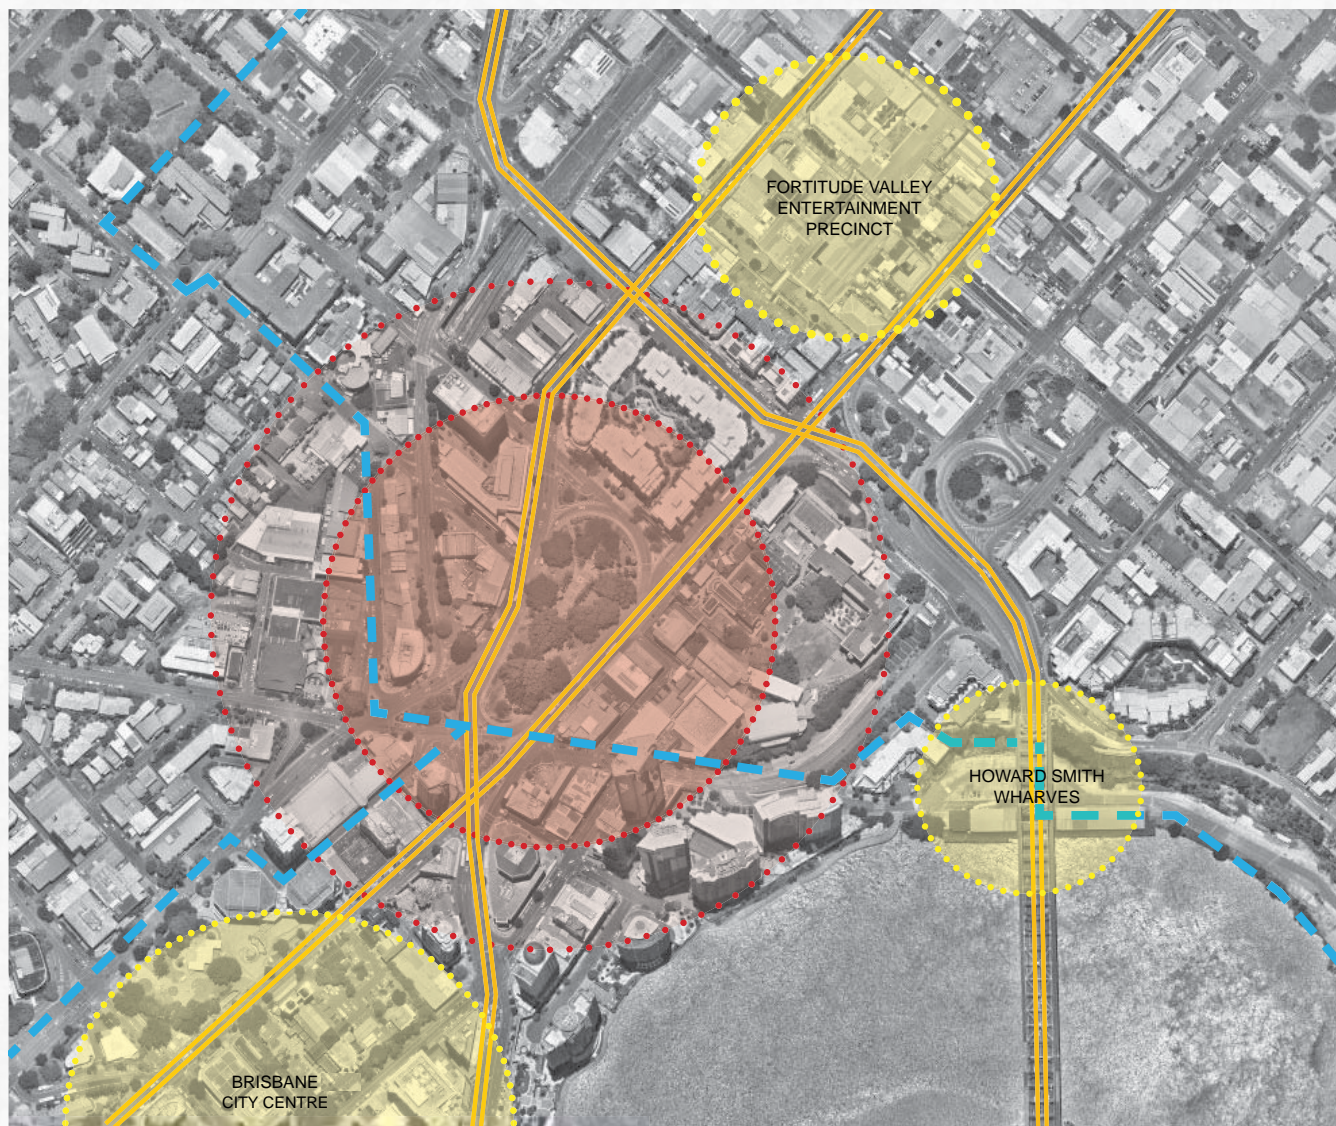 FORTITUDE VALLEY
ENTERTAINMENT
PRECINCT
HOWARD SMITH
WHARVES
BRISBANE
CITY CENTRE